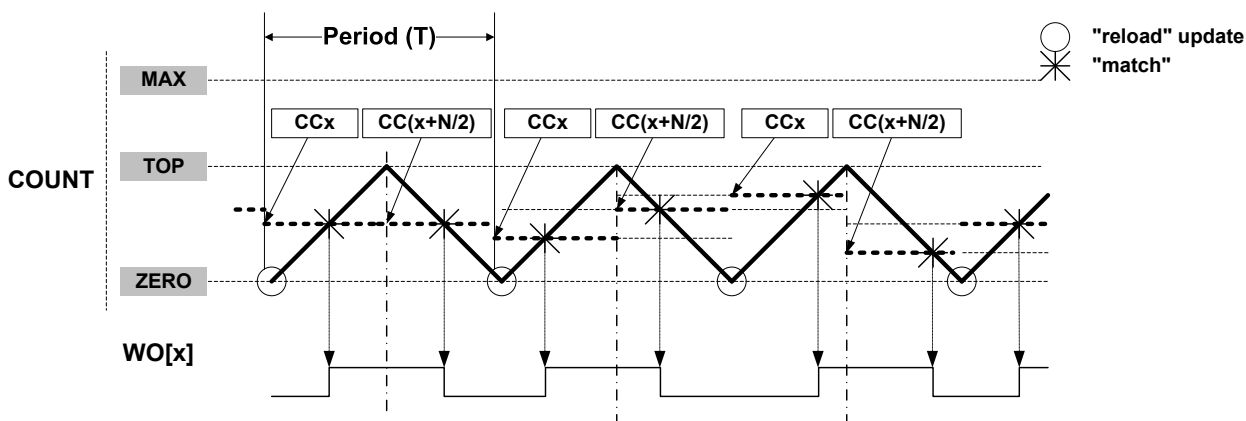 Period (T)
"reload" update
"match"
MAX
CCx
CC(x+N/2)
CCx
CC(x+N/2)
CCx
CC(x+N/2)
TOP
COUNT
ZERO
WO[x]